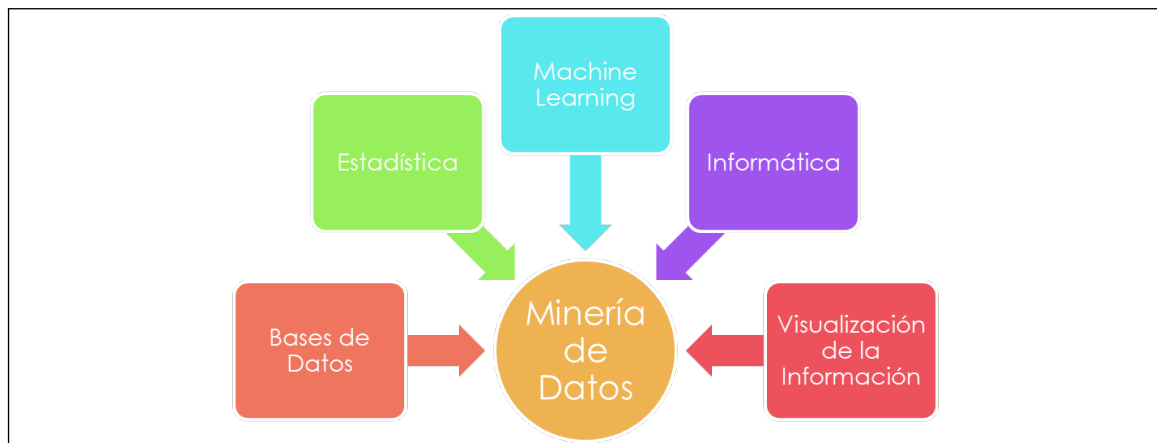 Machine
Learning
Estadística
Informática
Bases de
Datos
Minería
de
Datos
Visualización
de la
Información